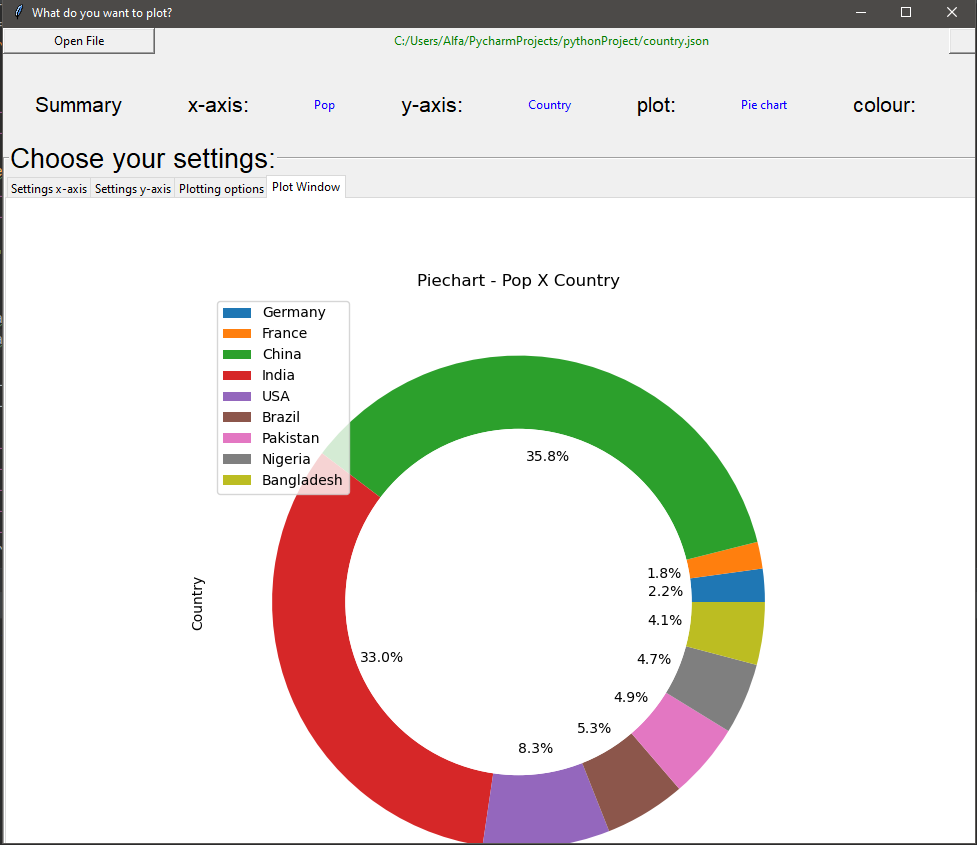 What do you want to plot?
Open File C:/Users/Alfa/PycharmProjects/pythonProject/country.json
Summary x-axis: Pop y-axis: Country plot: Pie chart colour:
Choose your settings:
Settings x-axis Settings y-axis Plotting options Plot Window
Piechart - Pop X Country
Germany
France
China
India
USA
Brazil
Pakistan
Nigeria
Bangladesh
35.8%
1.8%
2.2%
4.1%
4.7%
4.9%
5.3%
8.3%
33.0%
Country